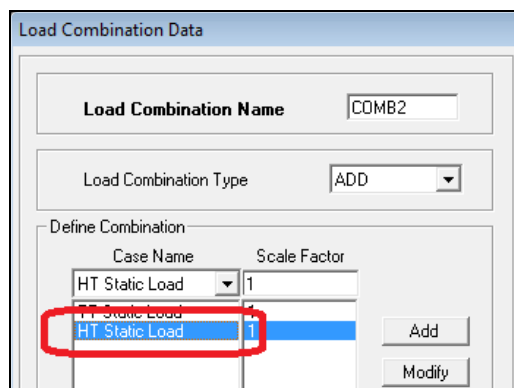 Load Combination Data
Load Combination Name COMB2
Load Combination Type ADD
Define Combination
Case Name Scale Factor
HT Static Load 1
Static Load 1
HT Static Load 1
Add
Modify